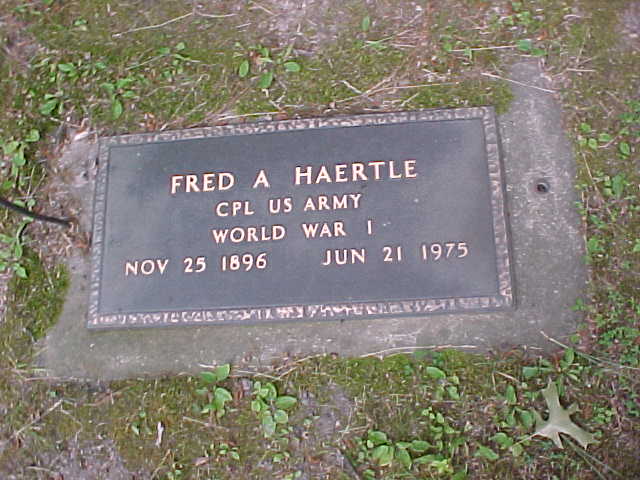 FRED A HAERTLE
CPL US ARMY
WORLD WAR I
NOV 25 1896 JUN 21 1975